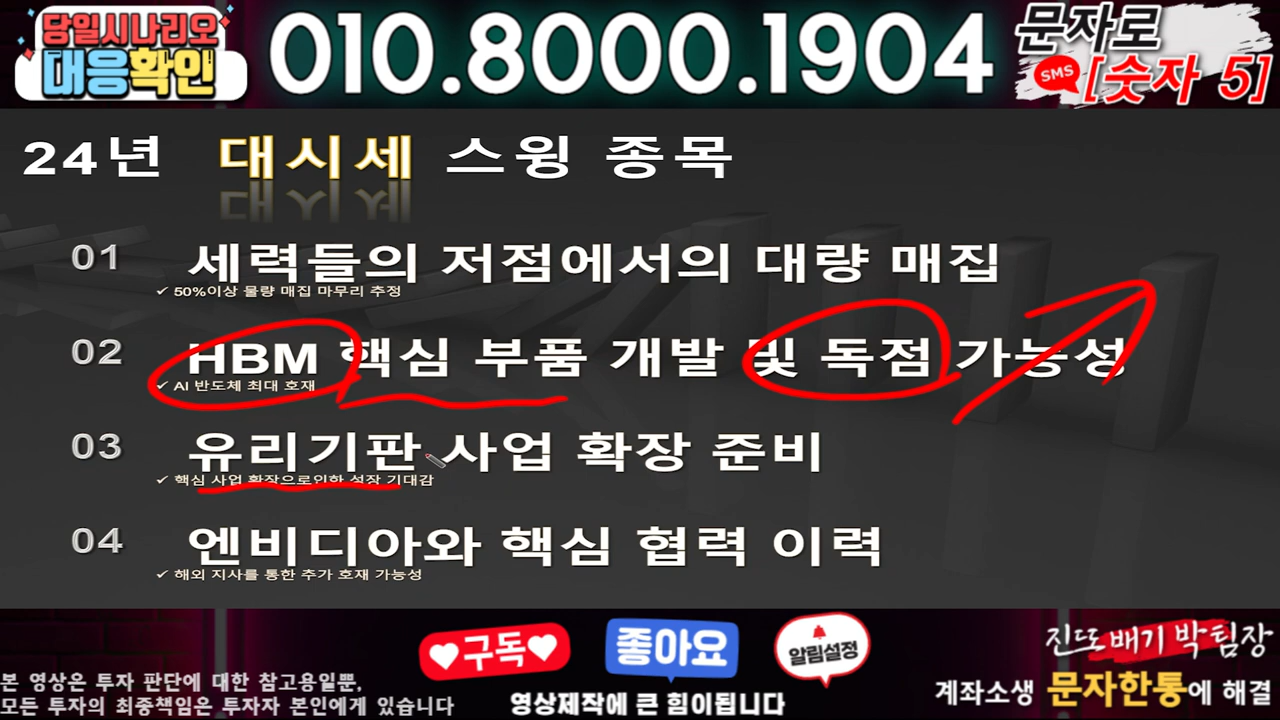 당일시나리오
대응확인
010.8000.1904
문자로
SMS
[숫자 5]
24년 대시세 스윙 종목
01 세력들의 저점에서의 대량 매집
✓ 50%이상 물량 매집 마무리 추정
02 HBM 핵심 부품 개발 및 독점 가능성
✓ AI 반도체 최대 호재
03 유리기판 사업 확장 준비
✓ 핵심 사업 확장으로인한 성장 기대감
04 엔비디아와 핵심 협력 이력
✓ 해외 지사를 통한 추가 호재 가능성
구독
좋아요
알림설정
진또배기 박팀장
본 영상은 투자 판단에 대한 참고용일뿐,
모든 투자의 최종책임은 투자자 본인에게 있습니다
영상제작에 큰 힘이됩니다
계좌소생 문자한통에 해결